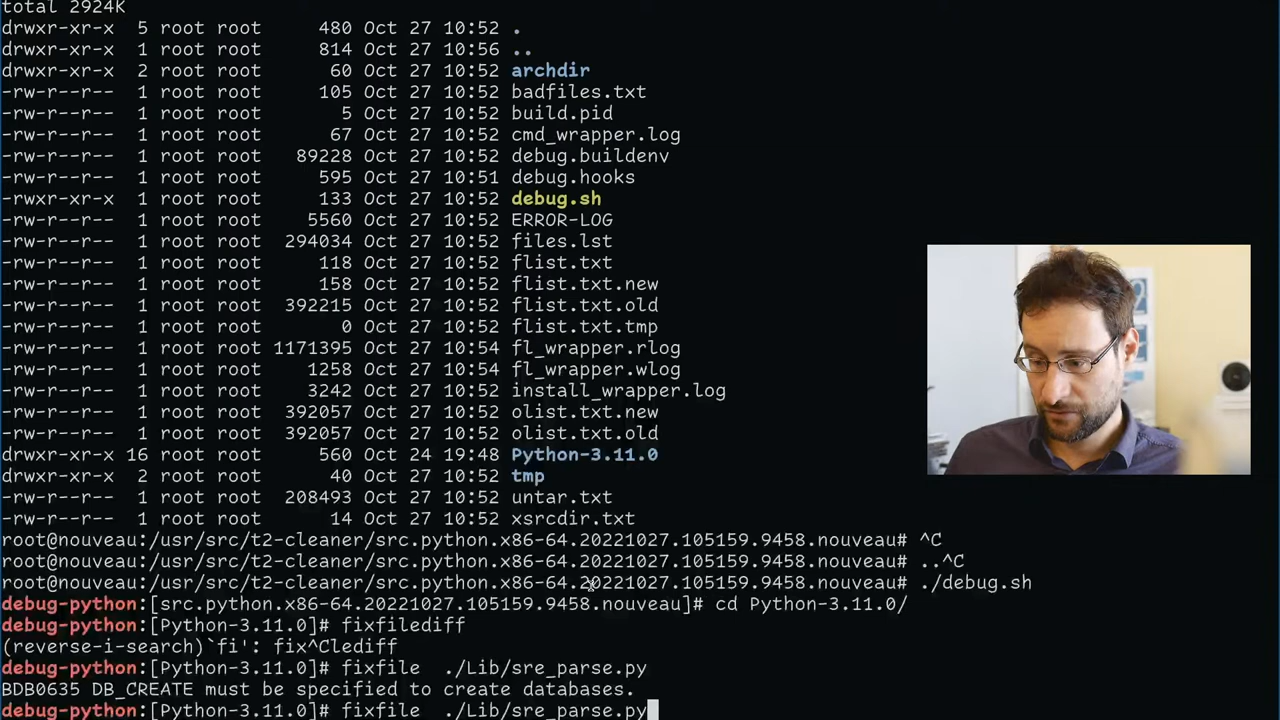 total 2924K
drwxr-xr-x  5 root root     480 Oct 27 10:52 .
drwxr-xr-x  1 root root     814 Oct 27 10:56 ..
drwxr-xr-x  2 root root      60 Oct 27 10:52 archdir
-rw-r--r--  1 root root     105 Oct 27 10:52 badfiles.txt
-rw-r--r--  1 root root       5 Oct 27 10:52 build.pid
-rw-r--r--  1 root root      67 Oct 27 10:52 cmd_wrapper.log
-rw-r--r--  1 root root   89228 Oct 27 10:52 debug.buildenv
-rw-r--r--  1 root root     595 Oct 27 10:51 debug.hooks
-rwxr-xr-x  1 root root     133 Oct 27 10:52 debug.sh
-rw-r--r--  1 root root    5560 Oct 27 10:52 ERROR-LOG
-rw-r--r--  1 root root  294034 Oct 27 10:52 files.lst
-rw-r--r--  1 root root     118 Oct 27 10:52 flist.txt
-rw-r--r--  1 root root     158 Oct 27 10:52 flist.txt.new
-rw-r--r--  1 root root  392215 Oct 27 10:52 flist.txt.old
-rw-r--r--  1 root root       0 Oct 27 10:52 flist.txt.tmp
-rw-r--r--  1 root root 1171395 Oct 27 10:54 fl_wrapper.rlog
-rw-r--r--  1 root root    1258 Oct 27 10:54 fl_wrapper.wlog
-rw-r--r--  1 root root    3242 Oct 27 10:52 install_wrapper.log
-rw-r--r--  1 root root  392057 Oct 27 10:52 olist.txt.new
-rw-r--r--  1 root root  392057 Oct 27 10:52 olist.txt.old
drwxr-xr-x 16 root root     560 Oct 24 19:48 Python-3.11.0
drwxr-xr-x  2 root root      40 Oct 27 10:52 tmp
-rw-r--r--  1 root root  208493 Oct 27 10:52 untar.txt
-rw-r--r--  1 root root      14 Oct 27 10:52 xsrcdir.txt
root@nouveau:/usr/src/t2-cleaner/src.python.x86-64.20221027.105159.9458.nouveau# ^C
root@nouveau:/usr/src/t2-cleaner/src.python.x86-64.20221027.105159.9458.nouveau# ..^C
root@nouveau:/usr/src/t2-cleaner/src.python.x86-64.20221027.105159.9458.nouveau# ./debug.sh
debug-python:[src.python.x86-64.20221027.105159.9458.nouveau]# cd Python-3.11.0/
debug-python:[Python-3.11.0]# fixfilediff
(reverse-i-search)`fi': fix^Clediff
debug-python:[Python-3.11.0]# fixfile  ./Lib/sre_parse.py
BDB0635 DB_CREATE must be specified to create databases.
debug-python:[Python-3.11.0]# fixfile  ./Lib/sre_parse.py